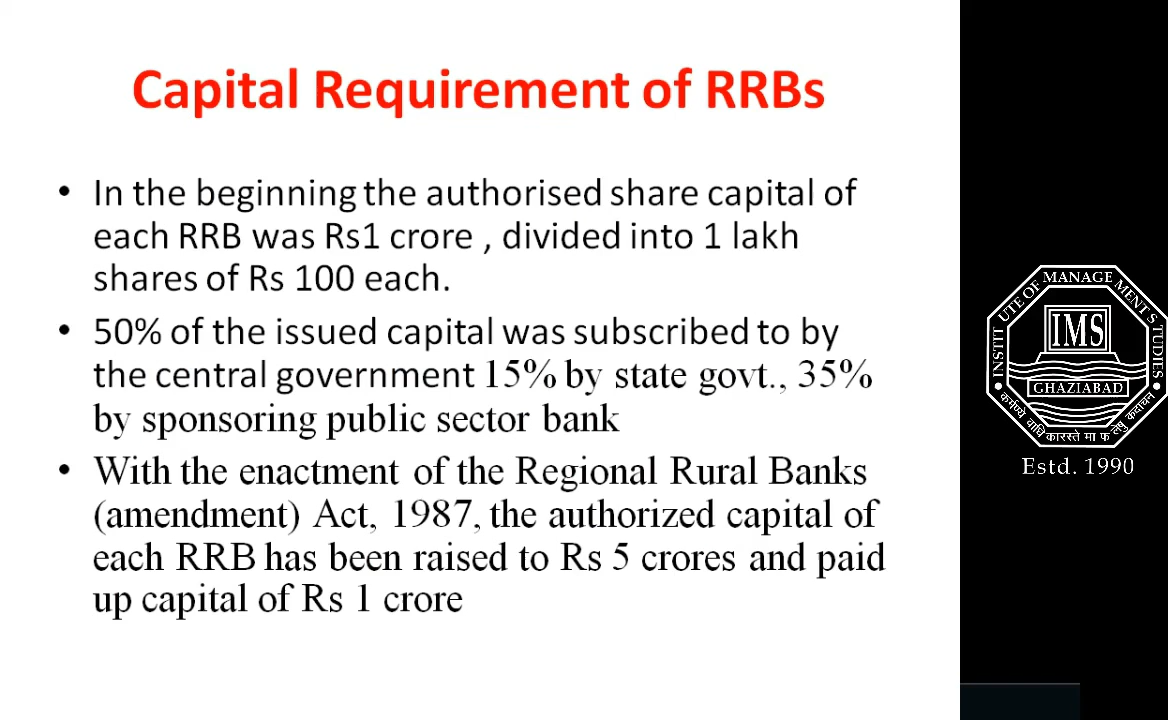 Capital Requirement of RRBs
• In the beginning the authorised share capital of
each RRB was Rs1 crore , divided into 1 lakh
shares of Rs 100 each.
• 50% of the issued capital was subscribed to by
the central government 15% by state govt., 35%
by sponsoring public sector bank
• With the enactment of the Regional Rural Banks
(amendment) Act, 1987, the authorized capital of
each RRB has been raised to Rs 5 crores and paid
up capital of Rs 1 crore
INSTITUTE OF MANAGEMENT STUDIES
IMS
GHAZIABAD
Estd. 1990